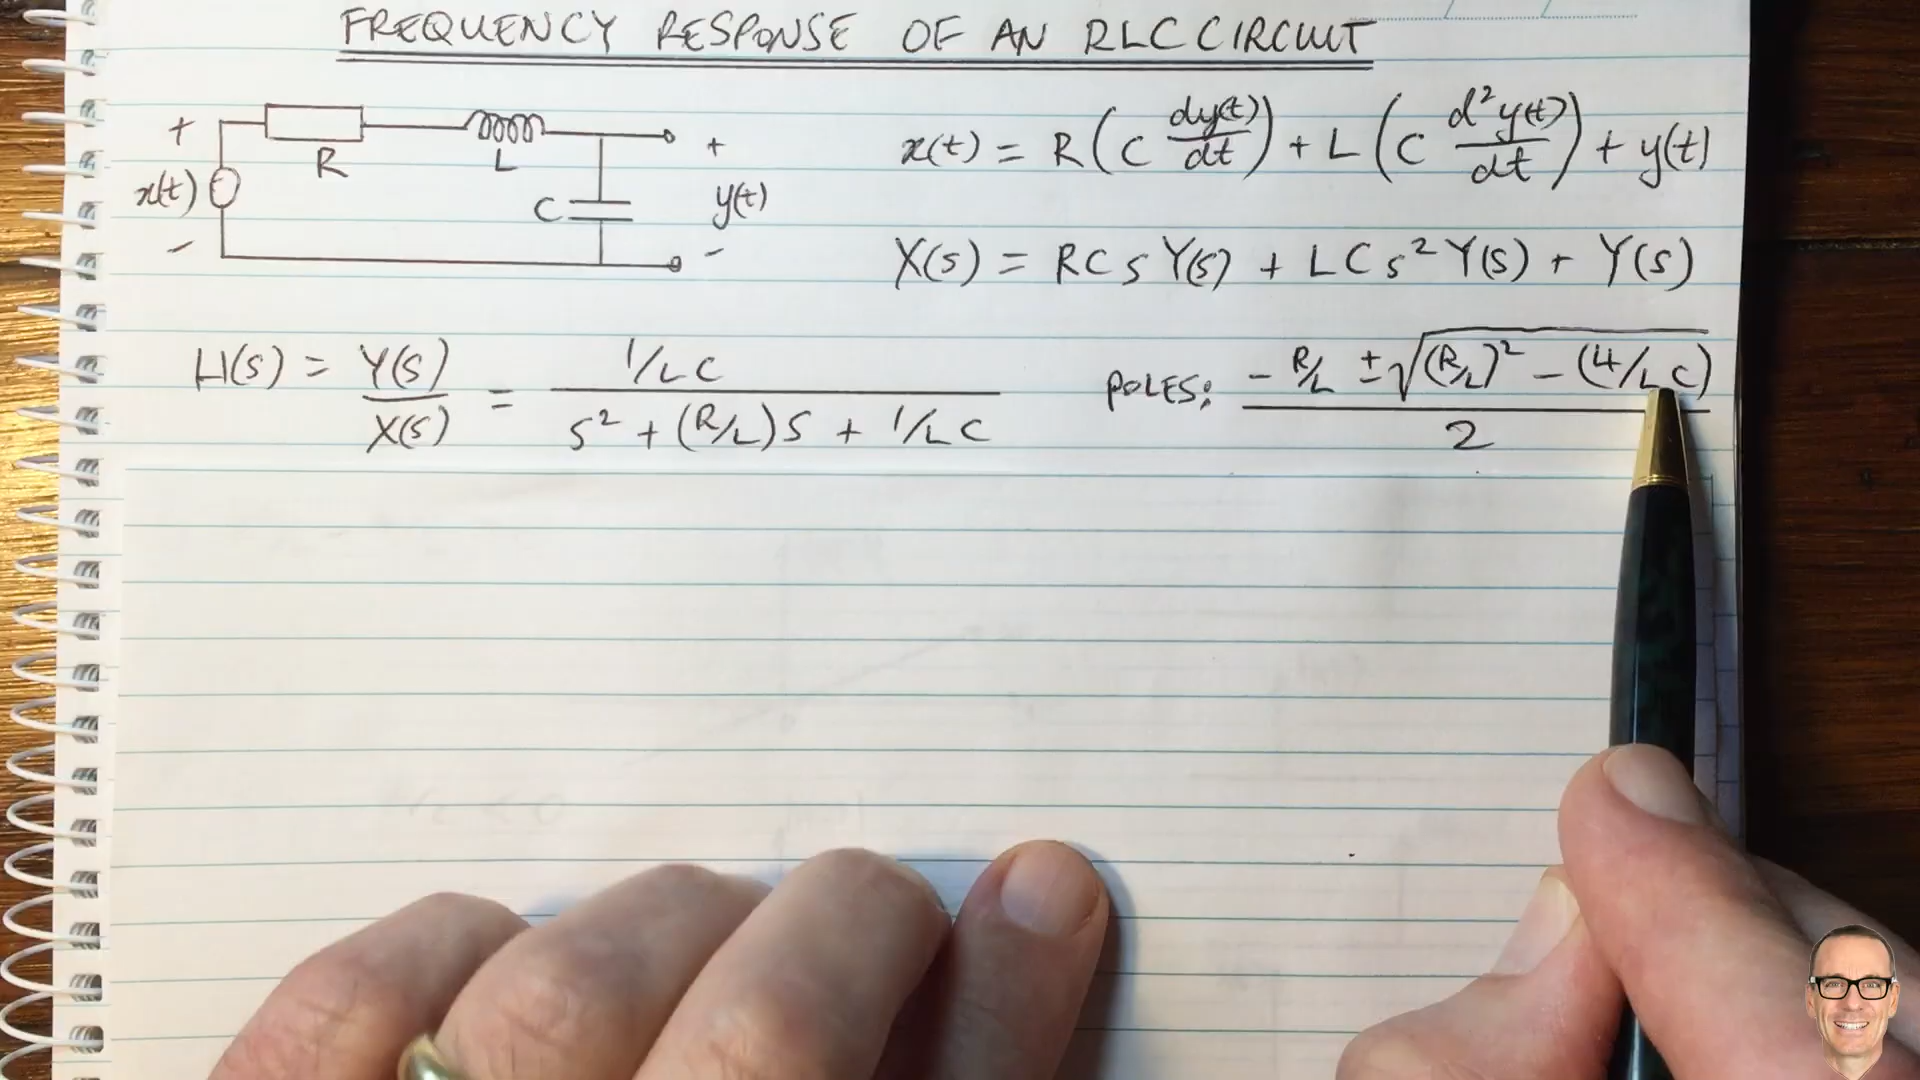 FREQUENCY RESPONSE OF AN RLC CIRCUIT
+ R L +
x(t) C y(t)
- -
x(t) = R(C dy(t)/dt) + L(C d²y(t)/dt) + y(t)
X(s) = RCsY(s) + LCs²Y(s) + Y(s)
H(s) = Y(s)/X(s) = 1/LC / s² + (R/L)s + 1/LC
POLES: -R/L ± √(R/L)² - (4/LC) / 2